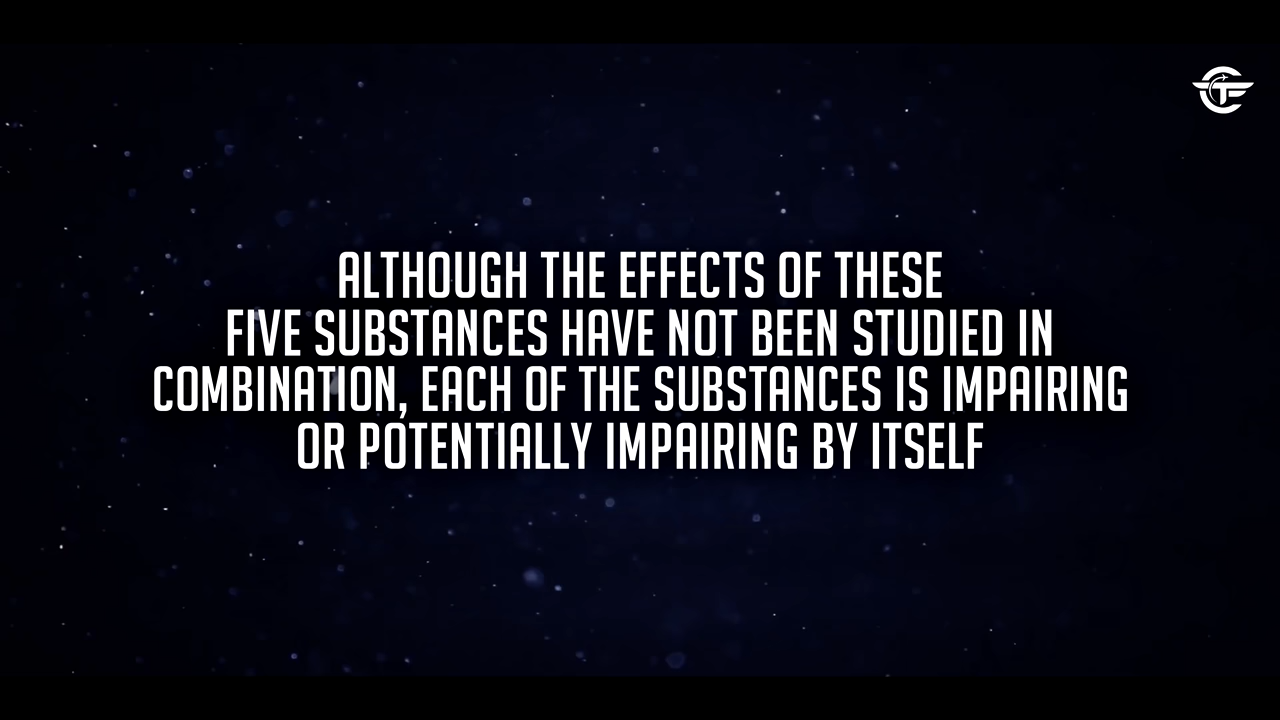 ALTHOUGH THE EFFECTS OF THESE
FIVE SUBSTANCES HAVE NOT BEEN STUDIED IN
COMBINATION, EACH OF THE SUBSTANCES IS IMPAIRING
OR POTENTIALLY IMPAIRING BY ITSELF